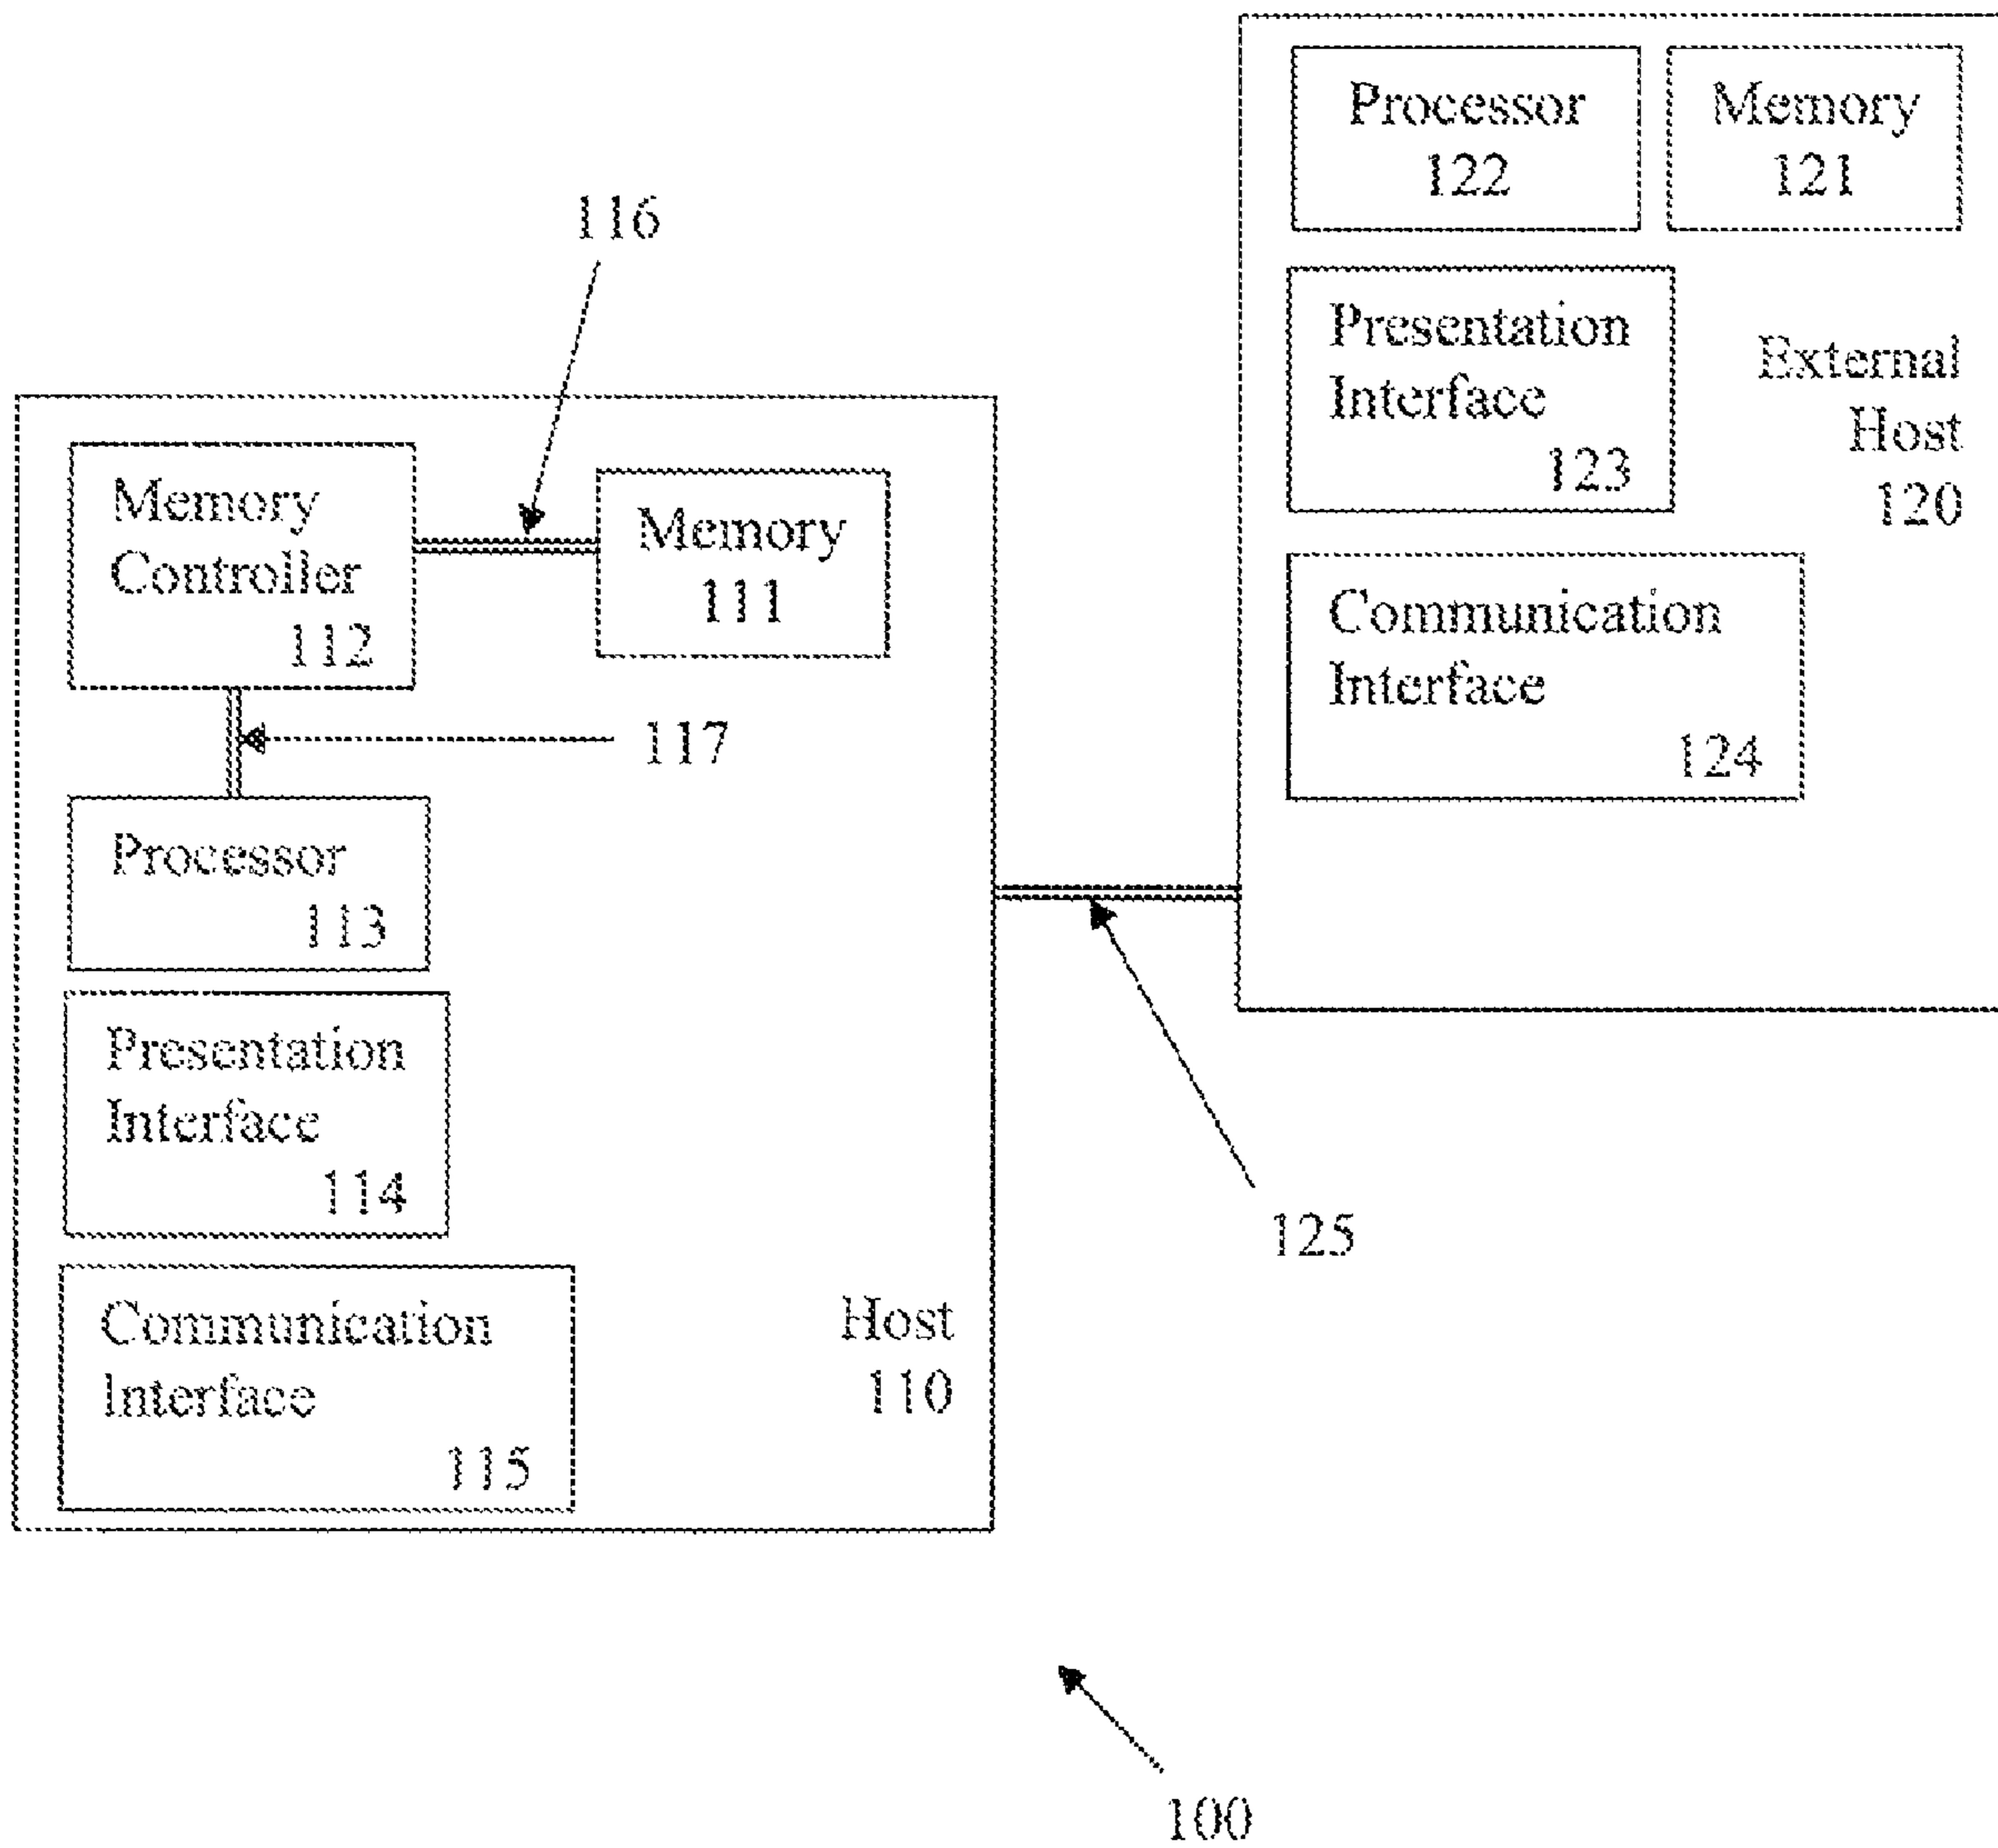 Processor
122
Memory
121
116
Presentation
Interface
123
External
Host
120
Memory
Controller
112
Memory
111
Communication
Interface
124
117
Processor
113
Presentation
Interface
114
125
Communication
Interface
115
Host
110
100